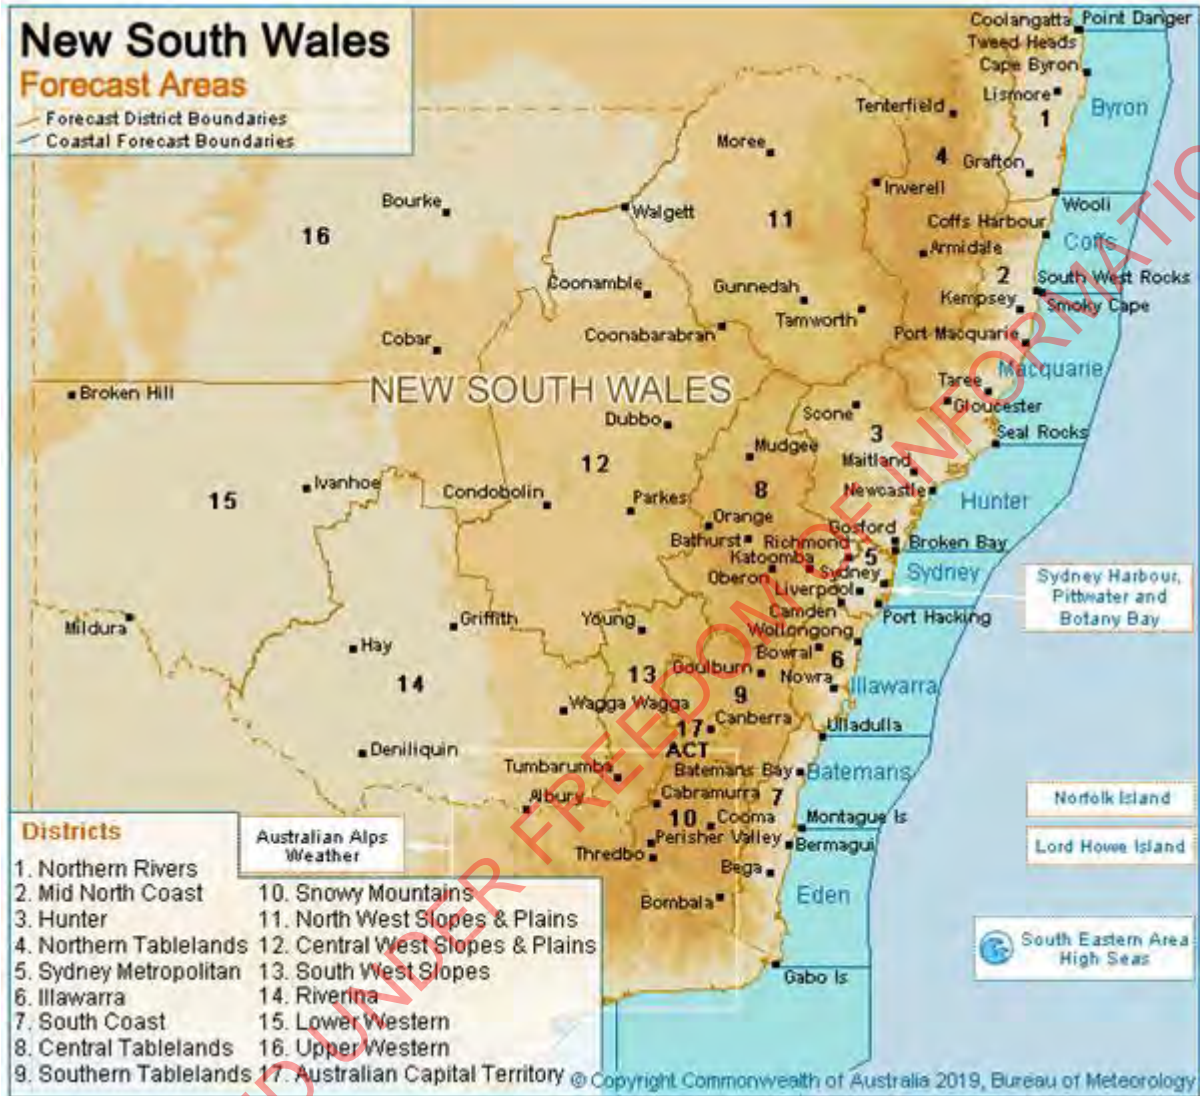 New South Wales
Forecast Areas
Forecast District Boundaries
Coastal Forecast Boundaries
Coolangatta
Point Danger
Tweed Heads
Cape Byron
Lismore
Byron
1
Tenterfield
Moree
4
Grafton
Inverell
Bourke
Walgett
Wooli
16
11
Coffs Harbour
Coffs
Armidale
2
South West Rocks
Coonamble
Gunnedah
Kempsey
Smoky Cape
Tamworth
Cobar
Coonabarabran
Port Macquarie
Macquarie
Broken Hill
NEW SOUTH WALES
Taree
Gloucester
Scone
Dubbo
3
Seal Rocks
Mudgee
12
Maitland
Ivanhoe
Condobolin
Parkes
8
Newcastle
Hunter
15
Orange
Gosford
Bathurst
Richmond
Broken Bay
Katoomba
5
Oberon
Sydney
Sydney
Liverpool
Sydney Harbour,
Pittwater and
Botany Bay
Camden
Port Hacking
Mildura
Griffith
Young
Wollongong
Hay
Bowral
6
Goulburn
13
14
Nowra
Illawarra
9
Wagga Wagga
Canberra
17
Ulladulla
ACT
Deniliquin
Tumbarumba
Batemans Bay
Batemans
Albury
Cabramurra
7
Norfolk Island
10
Cooma
Montague Is
Perisher Valley
Bermagui
Lord Howe Island
Thredbo
Bega
Bombala
Eden
South Eastern Area
High Seas
Gabo Is
Australian Alps
Weather
Districts
1. Northern Rivers
2. Mid North Coast
3. Hunter
4. Northern Tablelands
5. Sydney Metropolitan
6. Illawarra
7. South Coast
8. Central Tablelands
9. Southern Tablelands
10. Snowy Mountains
11. North West Slopes & Plains
12. Central West Slopes & Plains
13. South West Slopes
14. Riverina
15. Lower Western
16. Upper Western
17. Australian Capital Territory
© Copyright Commonwealth of Australia 2019, Bureau of Meteorology
UNDER FREEDOM OF INFORMATIO